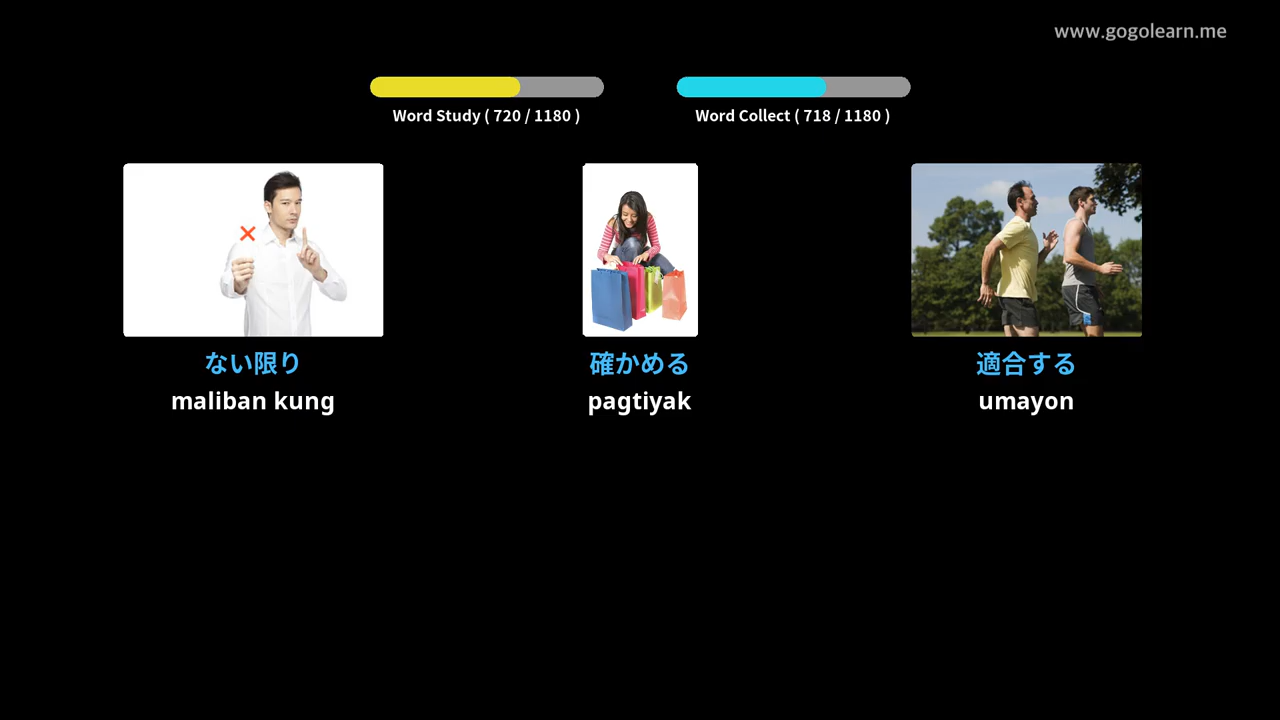 www.gogolearn.me
Word Study ( 720 / 1180 )
Word Collect ( 718 / 1180 )
ない限り
maliban kung
確かめる
pagtiyak
適合する
umayon